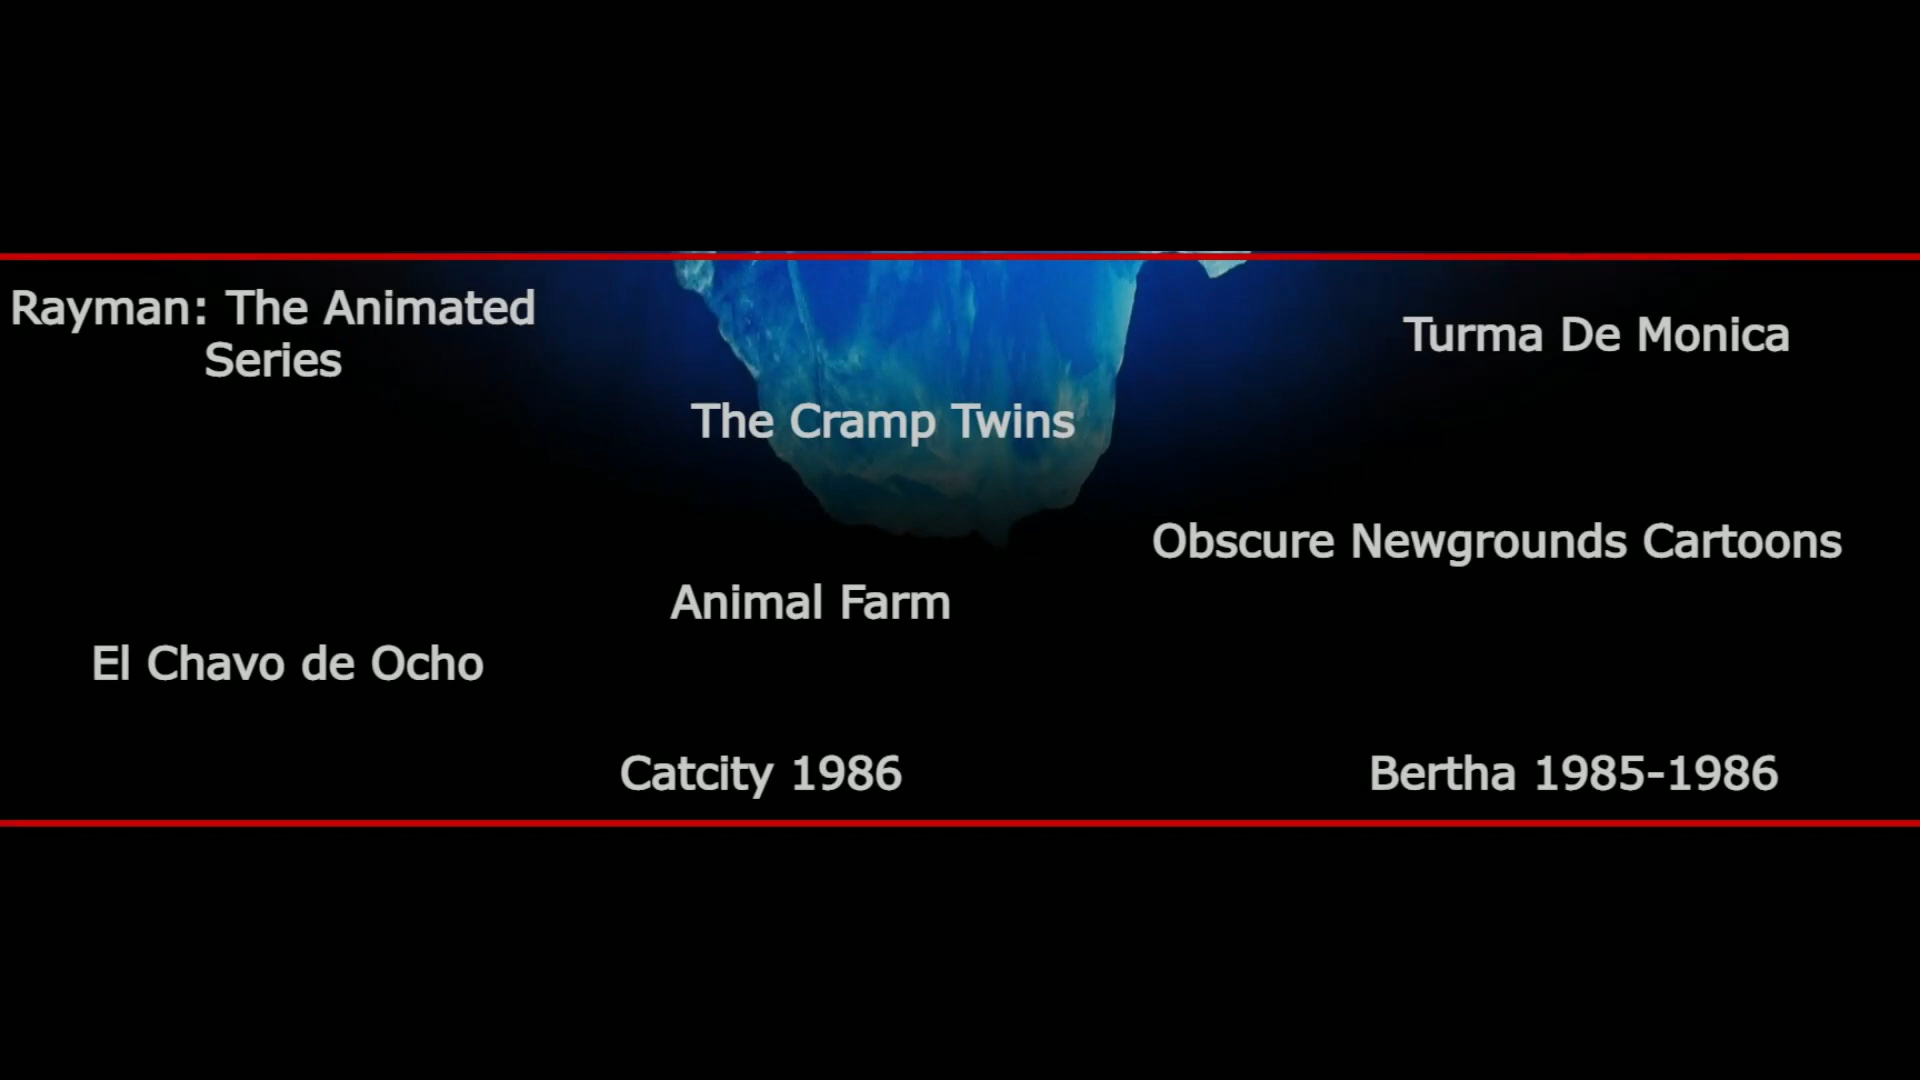 Rayman: The Animated
Series
Turma De Monica
The Cramp Twins
Obscure Newgrounds Cartoons
Animal Farm
El Chavo de Ocho
Catcity 1986
Bertha 1985-1986